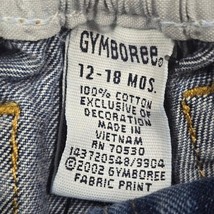 GYMBOREE®
12-18 MOS.
100% COTTON
EXCLUSIVE OF
DECORATION
MADE IN
VIETNAM
RN 70530
143720548/9904
©2002 GYMBOREE
FABRIC PRINT